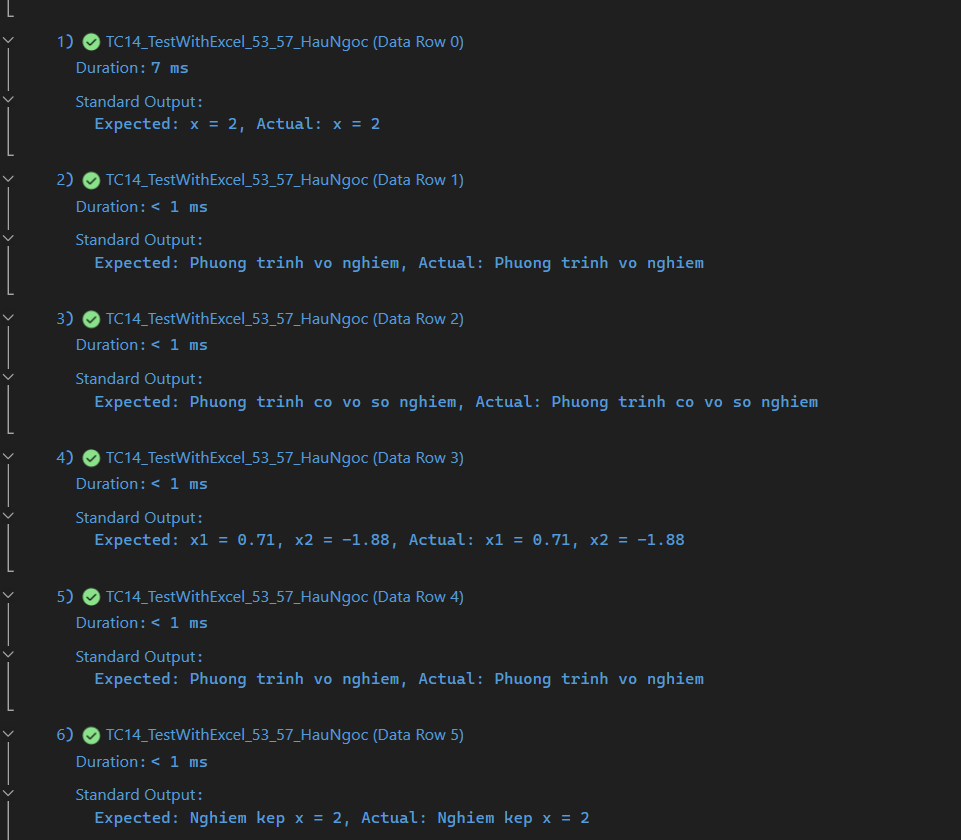 1) TC14_TestWithExcel_53_57_HauNgoc (Data Row 0)
Duration: 7 ms
Standard Output:
Expected: x = 2, Actual: x = 2
2) TC14_TestWithExcel_53_57_HauNgoc (Data Row 1)
Duration: < 1 ms
Standard Output:
Expected: Phuong trinh vo nghiem, Actual: Phuong trinh vo nghiem
3) TC14_TestWithExcel_53_57_HauNgoc (Data Row 2)
Duration: < 1 ms
Standard Output:
Expected: Phuong trinh co vo so nghiem, Actual: Phuong trinh co vo so nghiem
4) TC14_TestWithExcel_53_57_HauNgoc (Data Row 3)
Duration: < 1 ms
Standard Output:
Expected: x1 = 0.71, x2 = -1.88, Actual: x1 = 0.71, x2 = -1.88
5) TC14_TestWithExcel_53_57_HauNgoc (Data Row 4)
Duration: < 1 ms
Standard Output:
Expected: Phuong trinh vo nghiem, Actual: Phuong trinh vo nghiem
6) TC14_TestWithExcel_53_57_HauNgoc (Data Row 5)
Duration: < 1 ms
Standard Output:
Expected: Nghiem kep x = 2, Actual: Nghiem kep x = 2